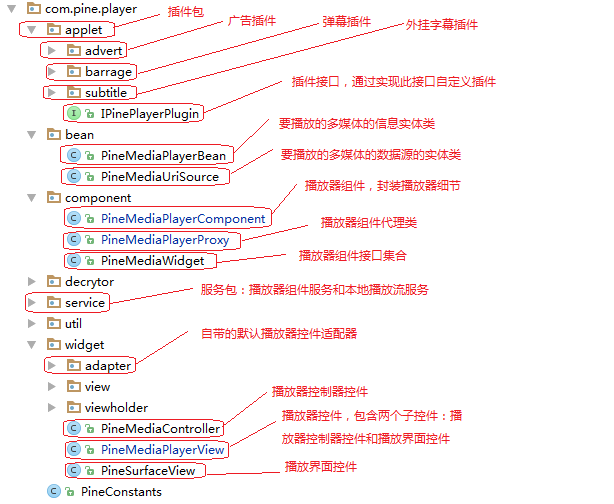 com.pine.player
插件包
applet
广告插件
弹幕插件
外挂字幕插件
advert
barrage
subtitle
插件接口，通过实现此接口自定义插件
I IPinePlayerPlugin
bean
要播放的多媒体的信息实体类
C PineMediaPlayerBean
要播放的多媒体的数据源的实体类
C PineMediaUriSource
component
播放器组件，封装播放器细节
C PineMediaPlayerComponent
播放器组件代理类
C PineMediaPlayerProxy
播放器组件接口集合
C PineMediaWidget
decrytor
服务包：播放器组件服务和本地播放流服务
service
util
自带的默认播放器控件适配器
widget
adapter
view
播放器控制器控件
viewholder
播放器控件，包含两个子控件：播
C PineMediaController
放器控制器控件和播放界面控件
C PineMediaPlayerView
播放界面控件
C PineSurfaceView
C PineConstants